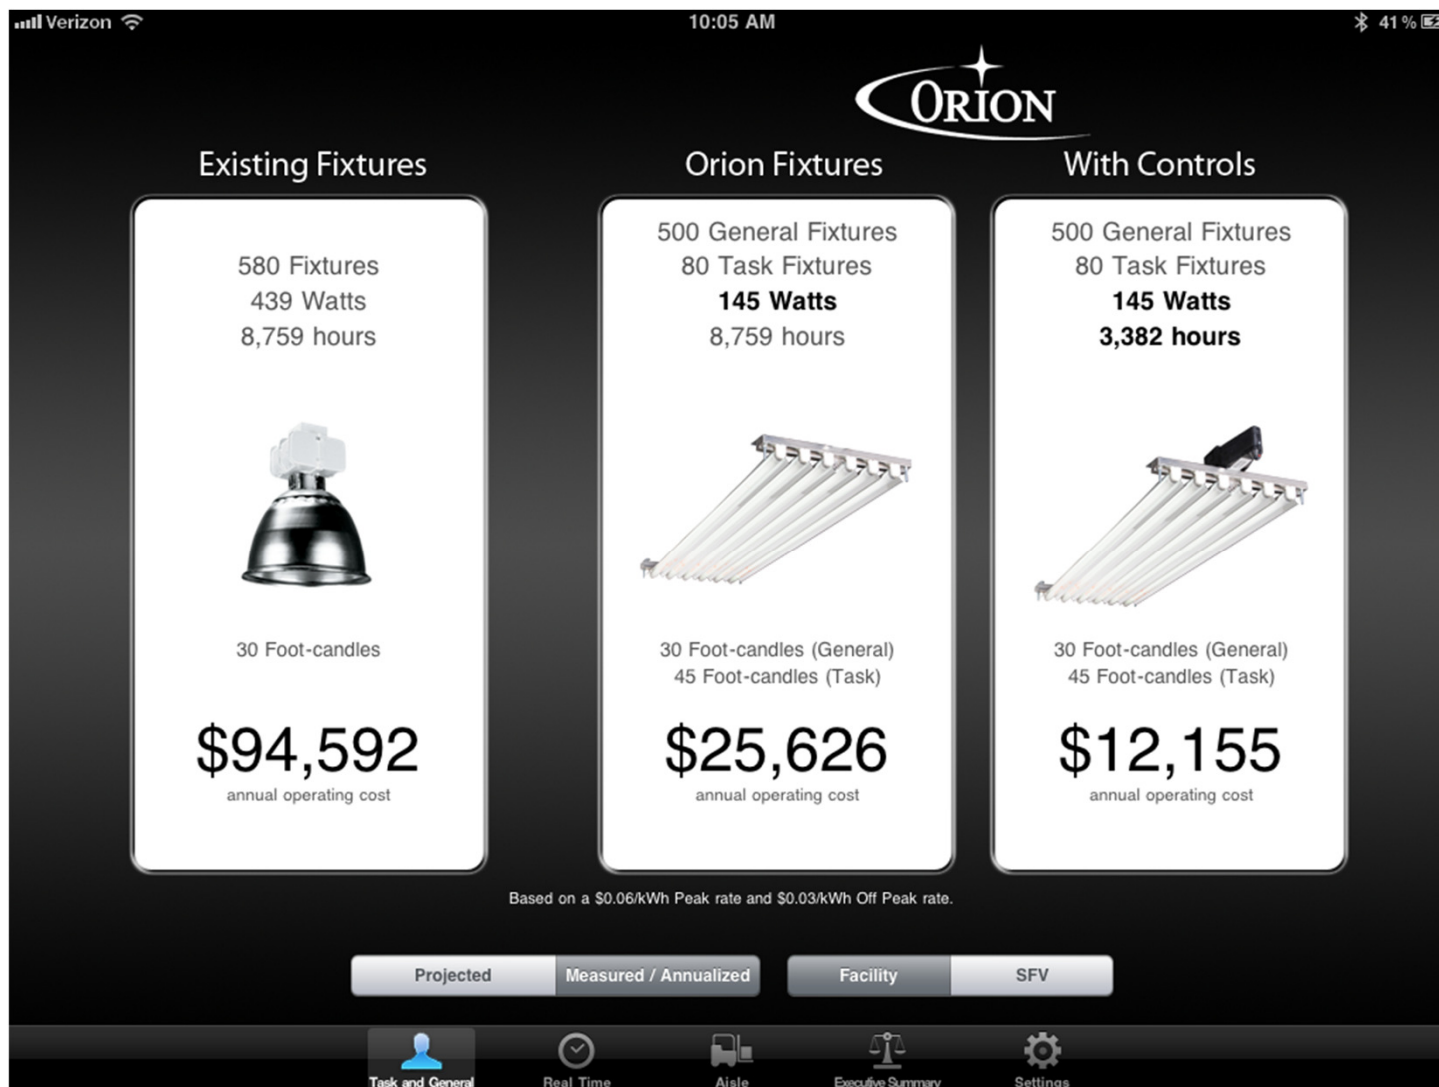 Verizon
10:05 AM
41%
ORION
Existing Fixtures
580 Fixtures
439 Watts
8,759 hours
30 Foot-candles
$94,592
annual operating cost
Orion Fixtures
500 General Fixtures
80 Task Fixtures
145 Watts
8,759 hours
30 Foot-candles (General)
45 Foot-candles (Task)
$25,626
annual operating cost
With Controls
500 General Fixtures
80 Task Fixtures
145 Watts
3,382 hours
30 Foot-candles (General)
45 Foot-candles (Task)
$12,155
annual operating cost
Based on a $0.06/kWh Peak rate and $0.03/kWh Off Peak rate.
Projected
Measured / Annualized
Facility
SFV
Task and General
Real Time
Aisle
Executive Summary
Settings